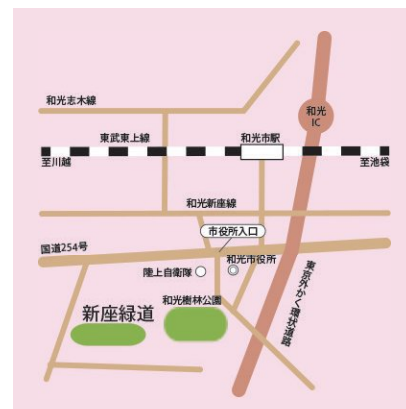 和光志木線
和光
IC
東武東上線
和光市駅
至川越
至池袋
和光新座線
市役所入口
国道254号
和光市役所
陸上自衛隊
東京外かく環状道路
和光樹林公園
新座緑道